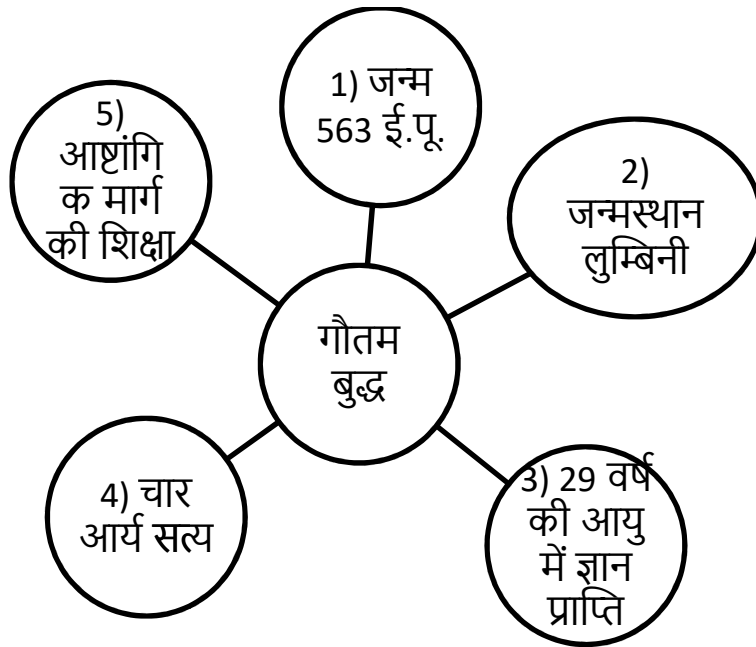 1) जन्म
563 ई.पू.
2)
जन्मस्थान
लुम्बिनी
3) 29 वर्ष
की आयु
में ज्ञान
प्राप्ति
4) चार
आर्य सत्य
5)
आष्टांगि
क मार्ग
की शिक्षा
गौतम
बुद्ध